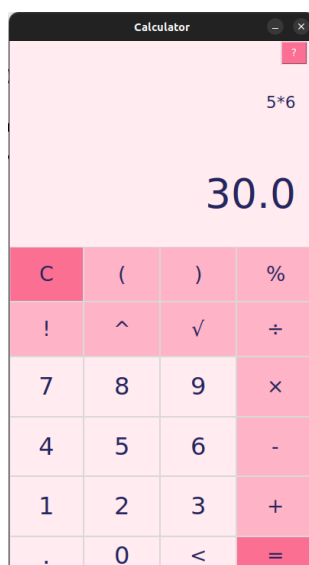 Calculator
?
5*6
30.0
C ( ) %
! ^ √ ÷
7 8 9 ×
4 5 6 -
1 2 3 +
. 0 < =